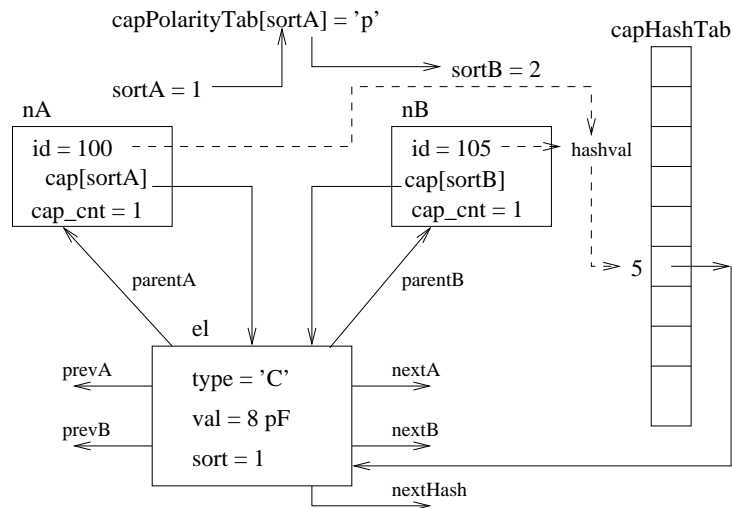 capPolarityTab[sortA] = 'p'
capHashTab
sortA = 1
sortB = 2
nA
nB
id = 100
cap[sortA]
cap_cnt = 1
id = 105
cap[sortB]
cap_cnt = 1
hashval
5
parentA
parentB
el
prevA
type = 'C'
nextA
val = 8 pF
prevB
nextB
sort = 1
nextHash